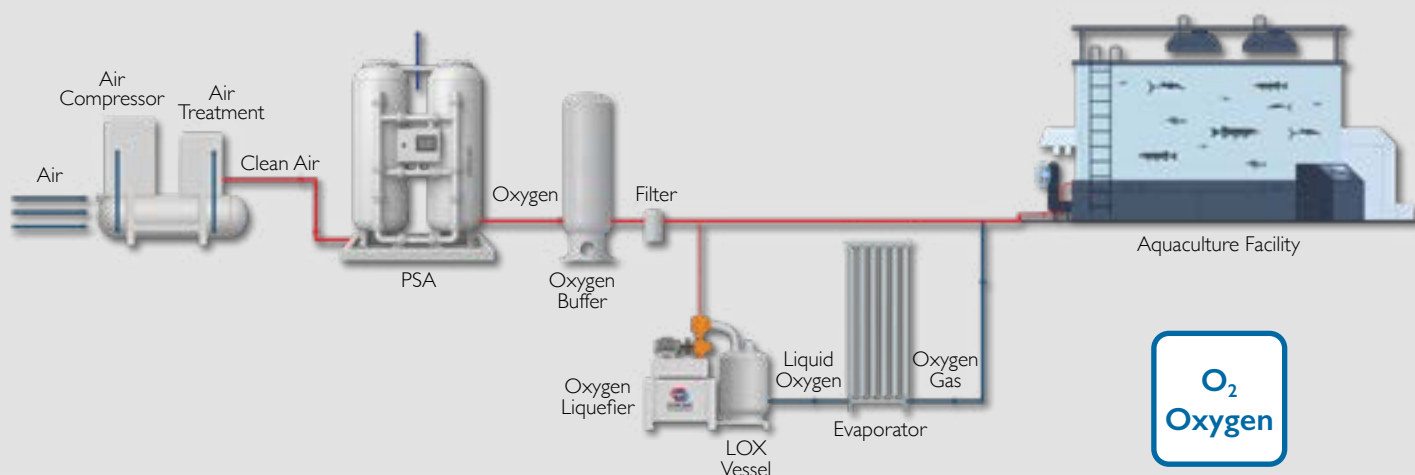 Air
Compressor
Air
Treatment
Air
Clean Air
PSA
Oxygen
Oxygen
Buffer
Filter
Oxygen
Liquefier
LOX
Vessel
Liquid
Oxygen
Evaporator
Oxygen
Gas
Aquaculture Facility
O₂
Oxygen